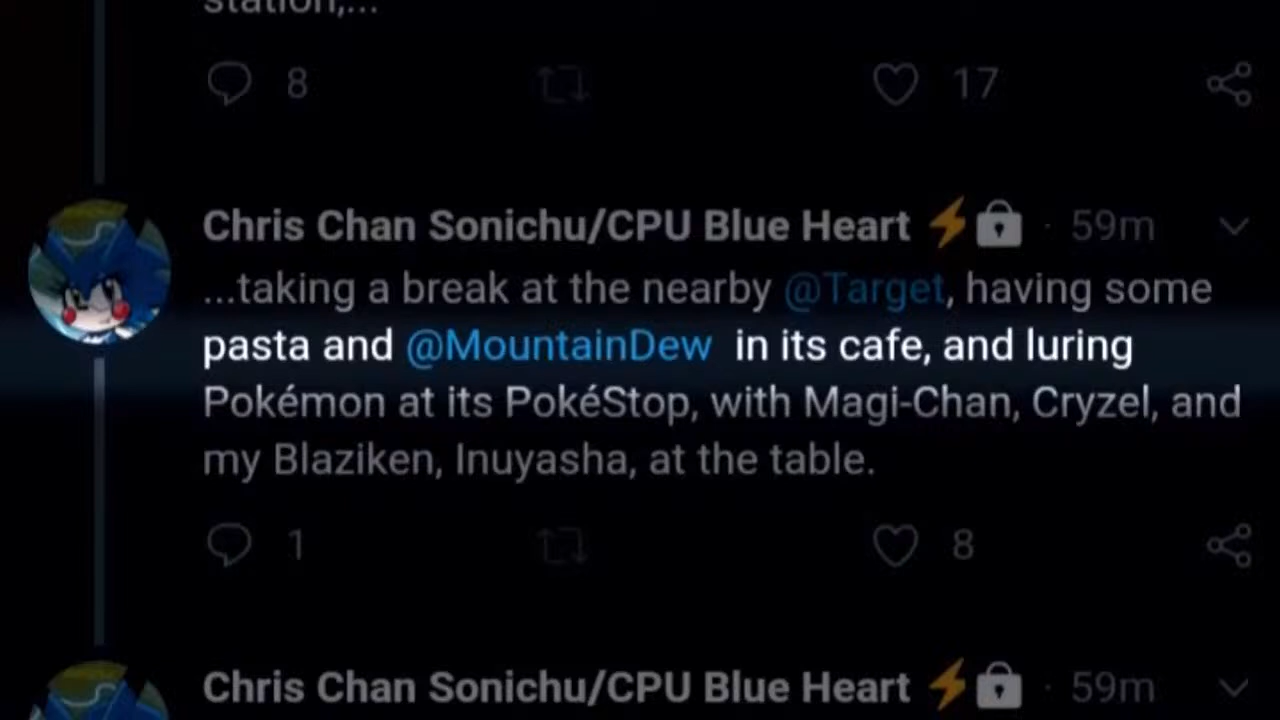 station,...
8 17
Chris Chan Sonichu/CPU Blue Heart ⚡🔒 · 59m
...taking a break at the nearby @Target, having some
pasta and @MountainDew in its cafe, and luring
Pokémon at its PokéStop, with Magi-Chan, Cryzel, and
my Blaziken, Inuyasha, at the table.
1 8
Chris Chan Sonichu/CPU Blue Heart ⚡🔒 · 59m